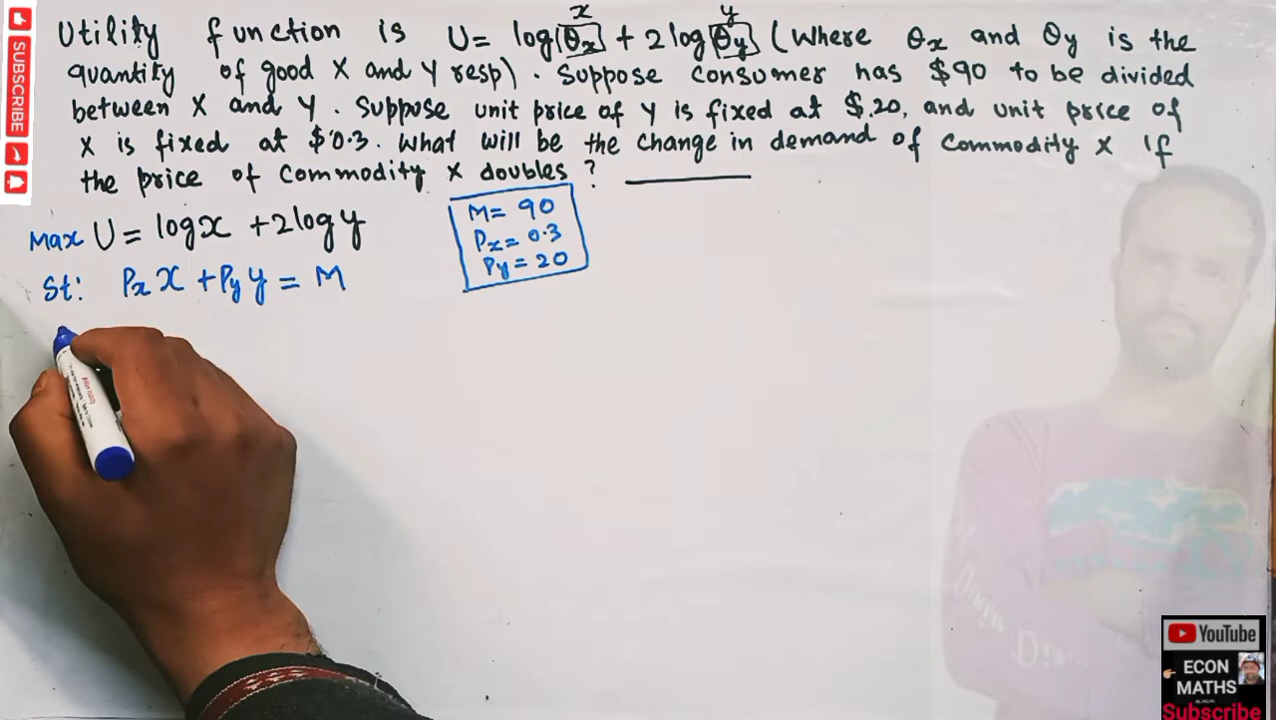 x y
Utility function is U = log[θx] + 2log[θy] (Where θx and θy is the
quantity of good X and Y resp). Suppose consumer has $90 to be divided
between X and Y. Suppose unit price of Y is fixed at $.20, and unit price of
X is fixed at $0.3. What will be the change in demand of commodity X if
the price of commodity X doubles?
Max U = logx + 2logy
St: Pxx + Pyy = M
M = 90
Px = 0.3
Py = 20
SUBSCRIBE
YouTube
ECON
MATHS
Subscribe